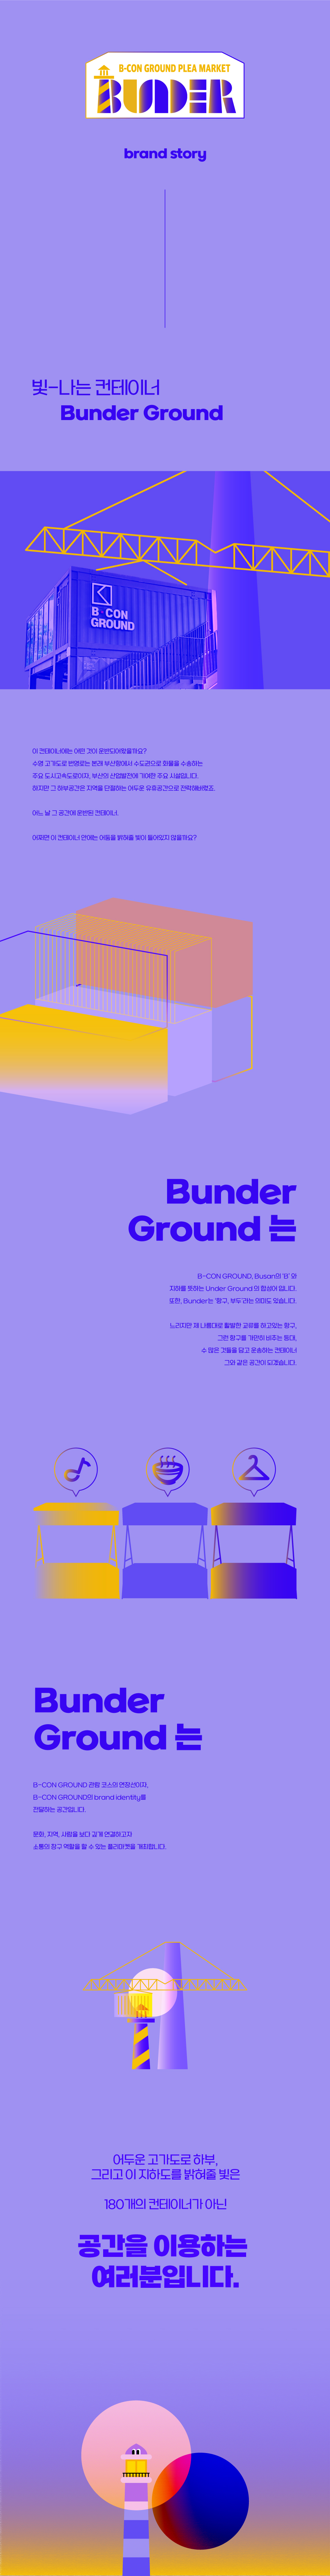 B-CON GROUND PLEA MARKET
BUNDER
brand story
빛-나는 컨테이너
Bunder Ground
B-CON
GROUND
이 컨테이너에는 어떤 것이 운반되어왔을까요?
수영 고가도로 번영로는 본래 부산항에서 수도권으로 화물을 수송하는
주요 도시고속도로이자, 부산의 산업발전에 기여한 주요 시설입니다.
하지만 그 하부공간은 지역을 단절하는 어두운 유휴공간으로 전락해버렸죠.
어느 날 그 공간에 운반된 컨테이너.
어쩌면 이 컨테이너 안에는 어둠을 밝혀줄 빛이 들어있지 않을까요?
Bunder
Ground 는
B-CON GROUND, Busan의 'B' 와
지하를 뜻하는 Under Ground 의 합성어 입니다.
또한, Bunder는 '항구, 부두'라는 의미도 있습니다.
느리지만 제 나름대로 활발한 교류를 하고있는 항구,
그런 항구를 가만히 비추는 등대,
수 많은 것들을 담고 운송하는 컨테이너
그와 같은 공간이 되겠습니다.
Bunder
Ground 는
B-CON GROUND 관람 코스의 연장선이자,
B-CON GROUND의 brand identity를
전달하는 공간입니다.
문화, 지역, 사람을 보다 길게 연결하고자
소통의 창구 역할을 할 수 있는 플리마켓을 개최합니다.
어두운 고가도로 하부,
그리고 이 지하도를 밝혀줄 빛은
180개의 컨테이너가 아닌
공간을 이용하는
여러분입니다.